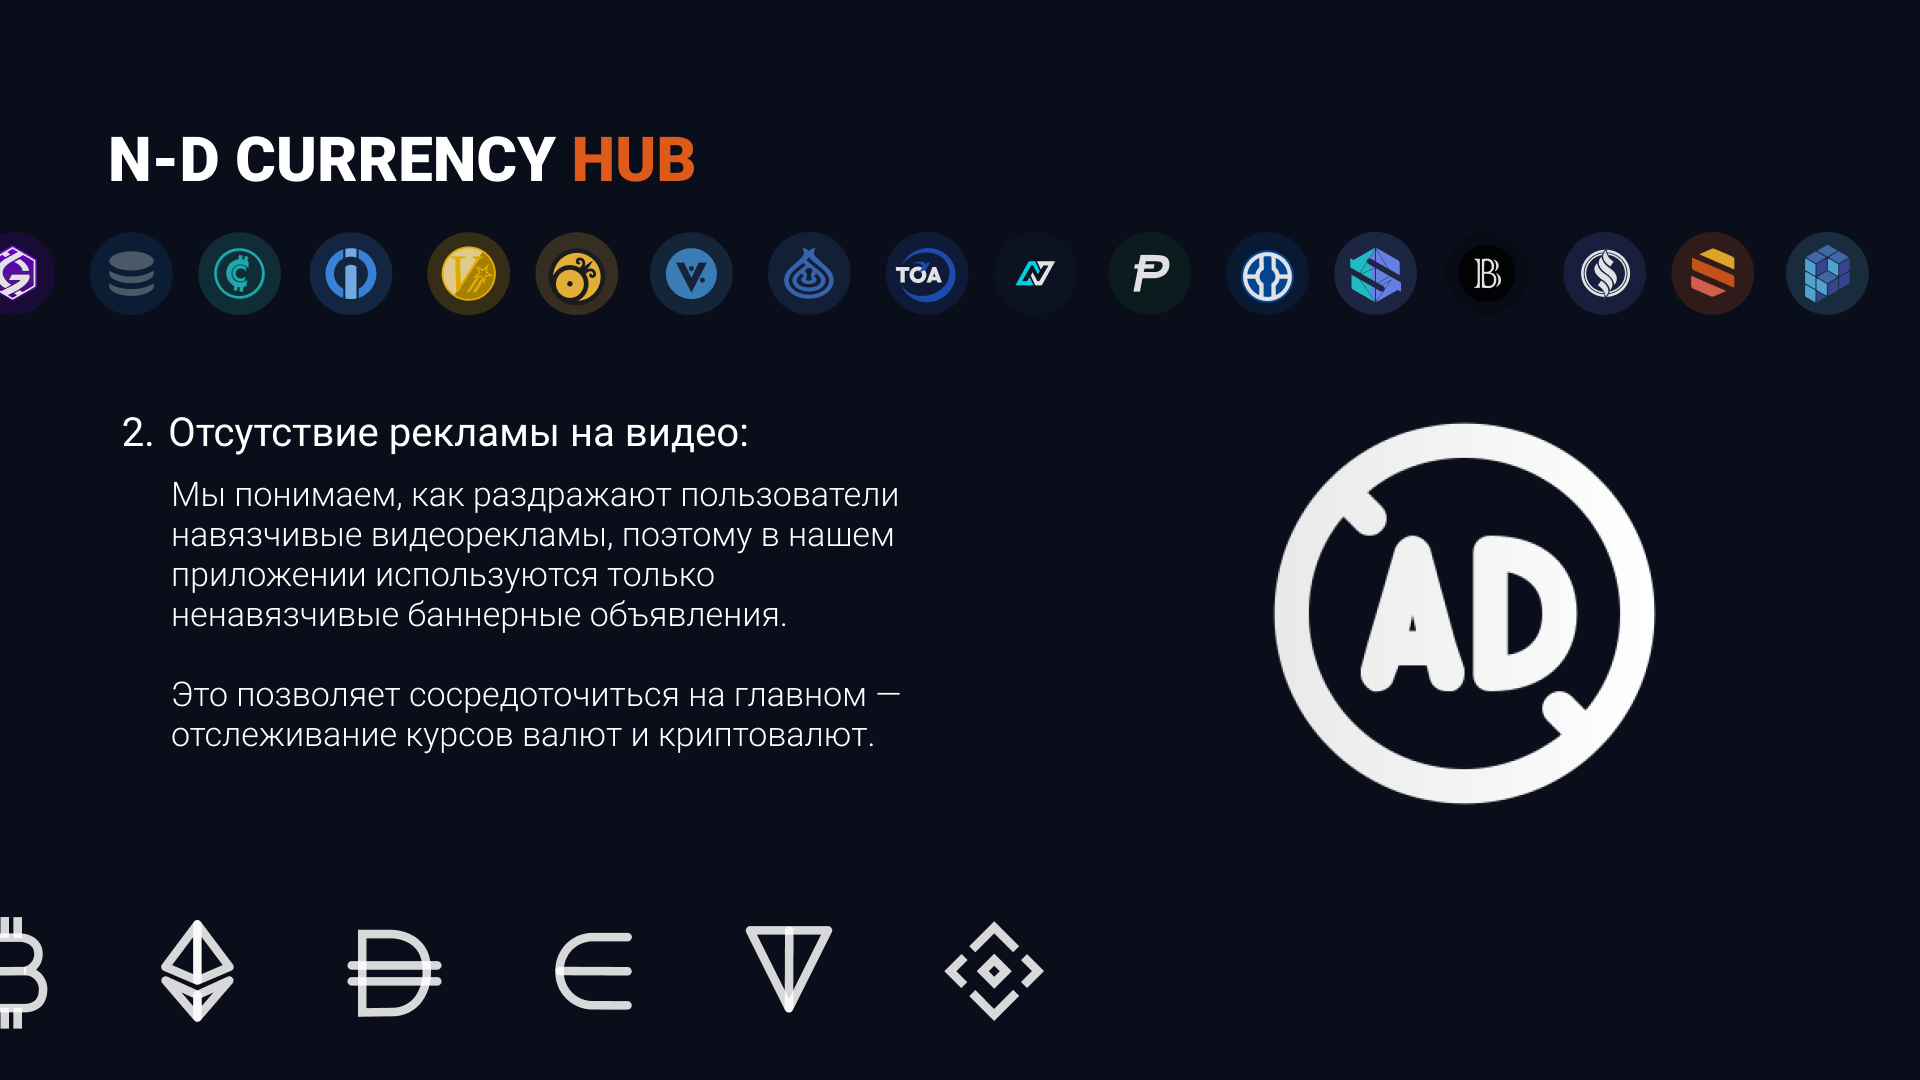 N-D CURRENCY HUB
TOA
2. Отсутствие рекламы на видео:
Мы понимаем, как раздражают пользователи
навязчивые видеорекламы, поэтому в нашем
приложении используются только
ненавязчивые баннерные объявления.
Это позволяет сосредоточиться на главном —
отслеживание курсов валют и криптовалют.
AD